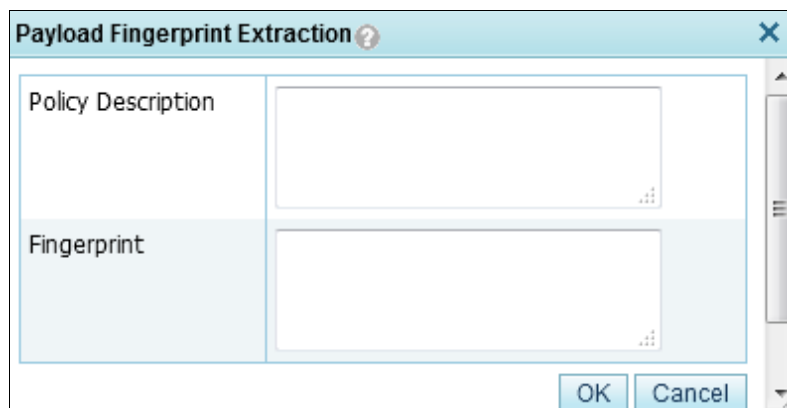 Payload Fingerprint Extraction
Policy Description
Fingerprint
OK
Cancel